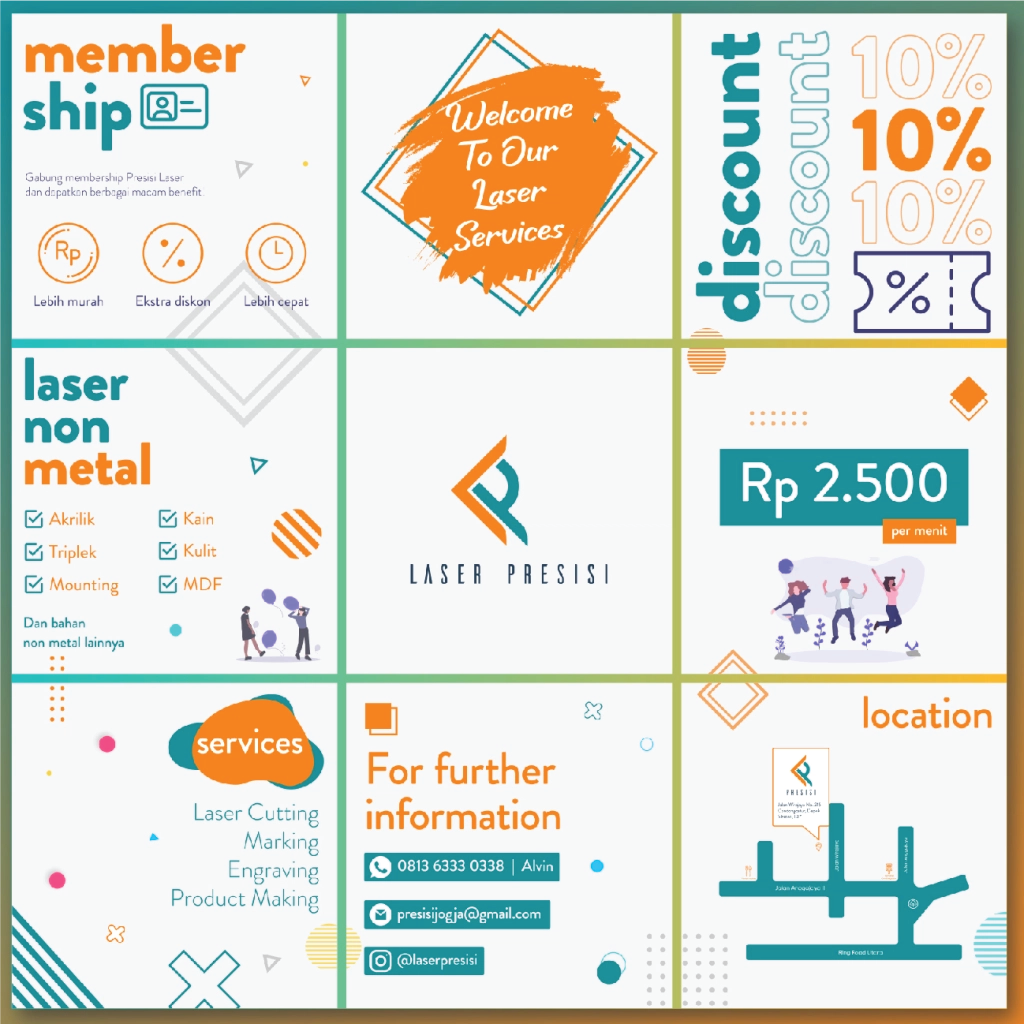 member
ship
Gabung membership Presisi Laser
dan dapatkan berbagai macam benefit.
Rp
%
Lebih murah
Ekstra diskon
Lebih cepat
Welcome
To Our
Laser
Services
discount
discount
10%
10%
10%
%
laser
non
metal
Akrilik
Kain
Triplek
Kulit
Mounting
MDF
Dan bahan
non metal lainnya
LASER PRESISI
Rp 2.500
per menit
services
Laser Cutting
Marking
Engraving
Product Making
For further
information
0813 6333 0338 | Alvin
presisijogja@gmail.com
@laserpresisi
location
PRESISI
Ring Road Utara